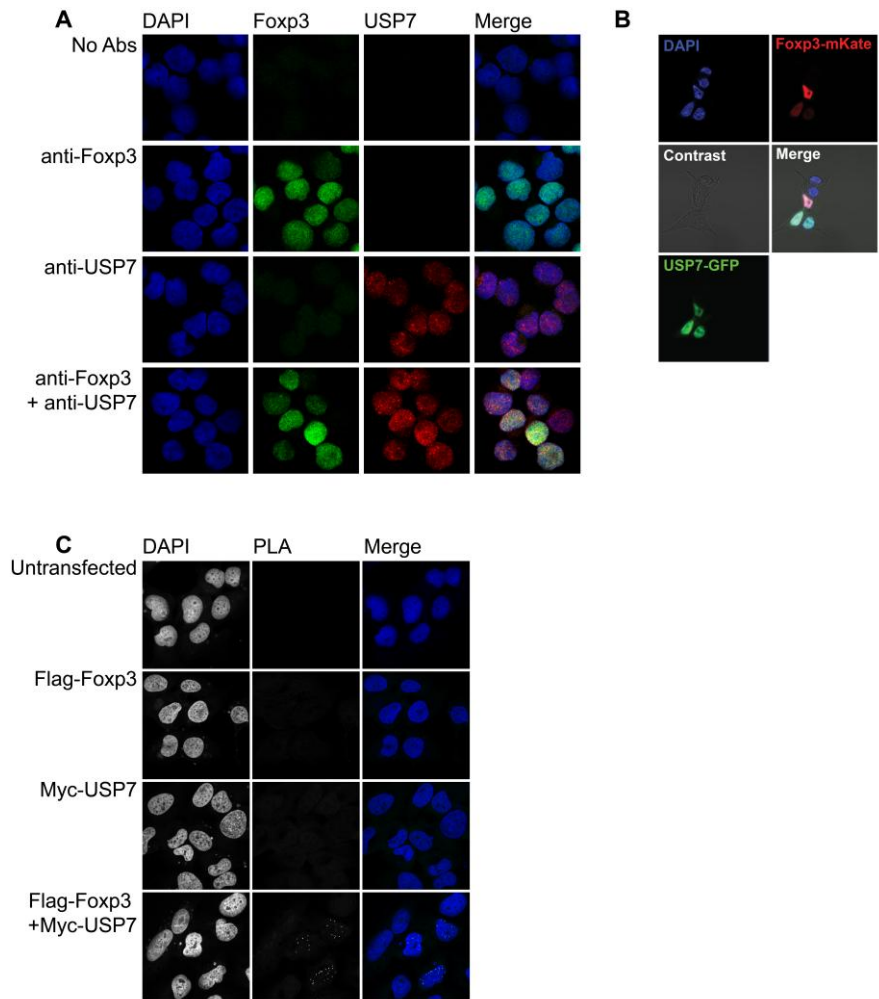 A
DAPI Foxp3 USP7 Merge
No Abs
anti-Foxp3
anti-USP7
anti-Foxp3
+ anti-USP7
B
DAPI Foxp3-mKate
Contrast Merge
USP7-GFP
C
DAPI PLA Merge
Untransfected
Flag-Foxp3
Myc-USP7
Flag-Foxp3
+Myc-USP7